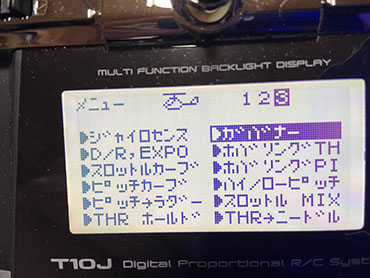 MULTI FUNCTION BACKLIGHT DISPLAY
メニュー 1 2 3
▶ジャイロセンス ▶ガバナー
▶D/R,EXPO ▶ホバリングTH
▶スロットルカーブ ▶ホバリングPI
▶ピッチカーブ ▶ハイ/ローピッチ
▶ピッチ→ラダー ▶スロットル MIX
▶THR ホールド ▶THR→ニードル
T10J Digital Proportional R/C Syst